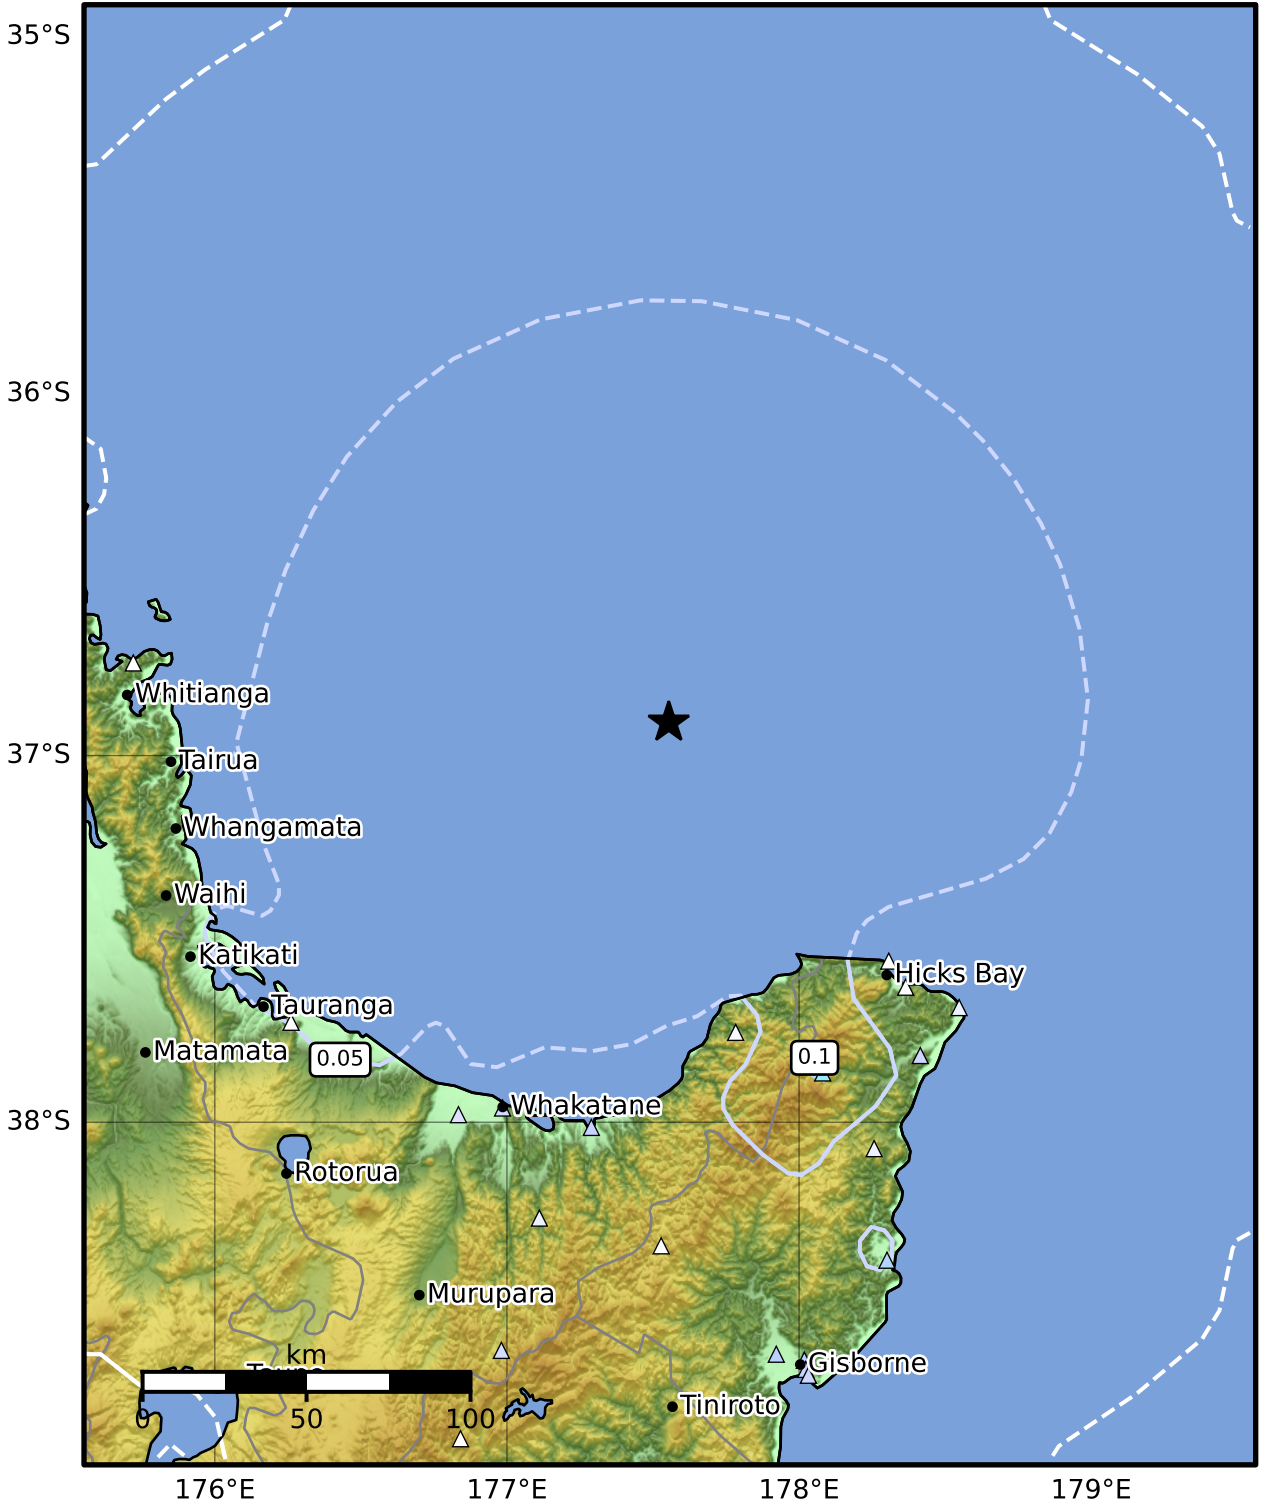 35°S
36°S
Whitianga
37°S
Tairua
Whangamata
Waihi
Katikati
Hicks Bay
Tauranga
Matamata
0.05
0.1
38°S
Whakatane
Rotorua
Murupara
km
Gisborne
Taupo
0 50 100
Tiniroto
176°E 177°E 178°E 179°E